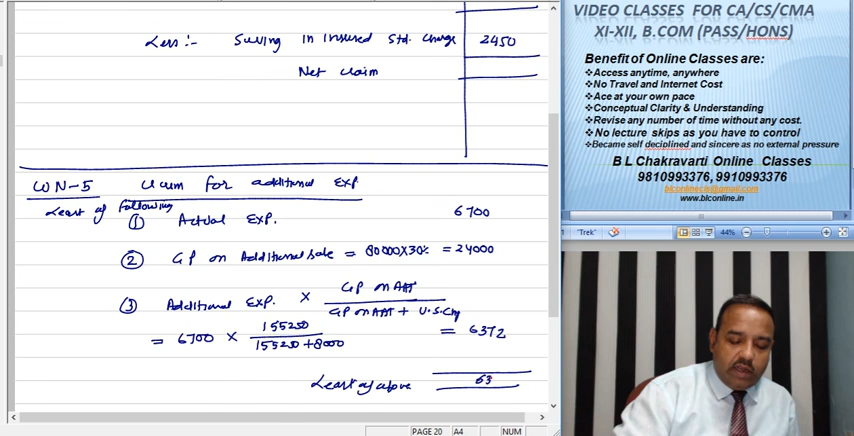 Less :- Saving in Insured Std. Charge 2450
Net claim
WN-5 Claim for additional Exp
Least of following
① Actual Exp. 6700
② GP on Additional sale = 80000X30% = 24000
③ Additional Exp. × GP on AAT / GP on AAT + U.S.Chg
= 6700 × 155250 / 155250 + 8000 = 6372
Least of above 63
PAGE 20 A4 NUM
VIDEO CLASSES FOR CA/CS/CMA
XI-XII, B.COM (PASS/HONS)
Benefit of Online Classes are:
❖Access anytime, anywhere
❖No Travel and Internet Cost
❖Ace at your own pace
❖Conceptual Clarity & Understanding
❖Revise any number of time without any cost.
❖No lecture skips as you have to control
❖Became self deciplined and sincere as no external pressure
B L Chakravarti Online Classes
9810993376, 9910993376
www.blconline.in
"Trek" 44%